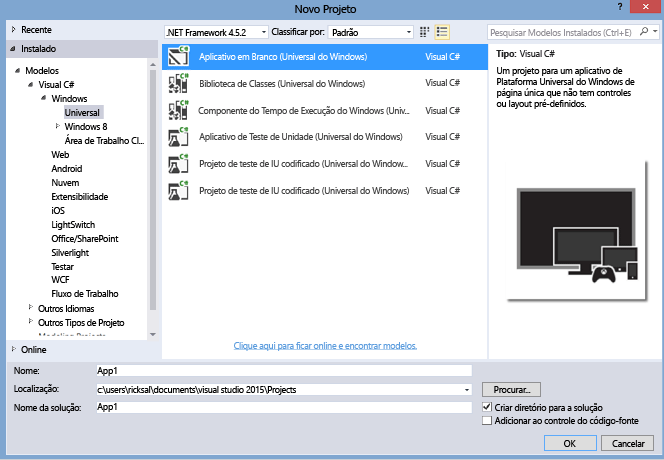 Novo Projeto
Recente
.NET Framework 4.5.2
Classificar por:
Padrão
Pesquisar Modelos Instalados (Ctrl+E)
Instalado
Modelos
Visual C#
Windows
Universal
Windows 8
Área de Trabalho Cl...
Web
Android
Nuvem
Extensibilidade
iOS
LightSwitch
Office/SharePoint
Silverlight
Testar
WCF
Fluxo de Trabalho
Outros Idiomas
Outros Tipos de Projeto
Modeling Projects
Online
Aplicativo em Branco (Universal do Windows) Visual C#
Biblioteca de Classes (Universal do Windows) Visual C#
Componente do Tempo de Execução do Windows (Univ... Visual C#
Aplicativo de Teste de Unidade (Universal do Windows) Visual C#
Projeto de teste de IU codificado (Universal do Window... Visual C#
Projeto de teste de IU codificado (Universal do Windows) Visual C#
Clique aqui para ficar online e encontrar modelos.
Tipo: Visual C#
Um projeto para um aplicativo de
Plataforma Universal do Windows de
página única que não tem controles
ou layout pré-definidos.
Nome: App1
Localização: c:\users\ricksal\documents\visual studio 2015\Projects
Procurar...
Nome da solução: App1
Criar diretório para a solução
Adicionar ao controle do código-fonte
OK
Cancelar